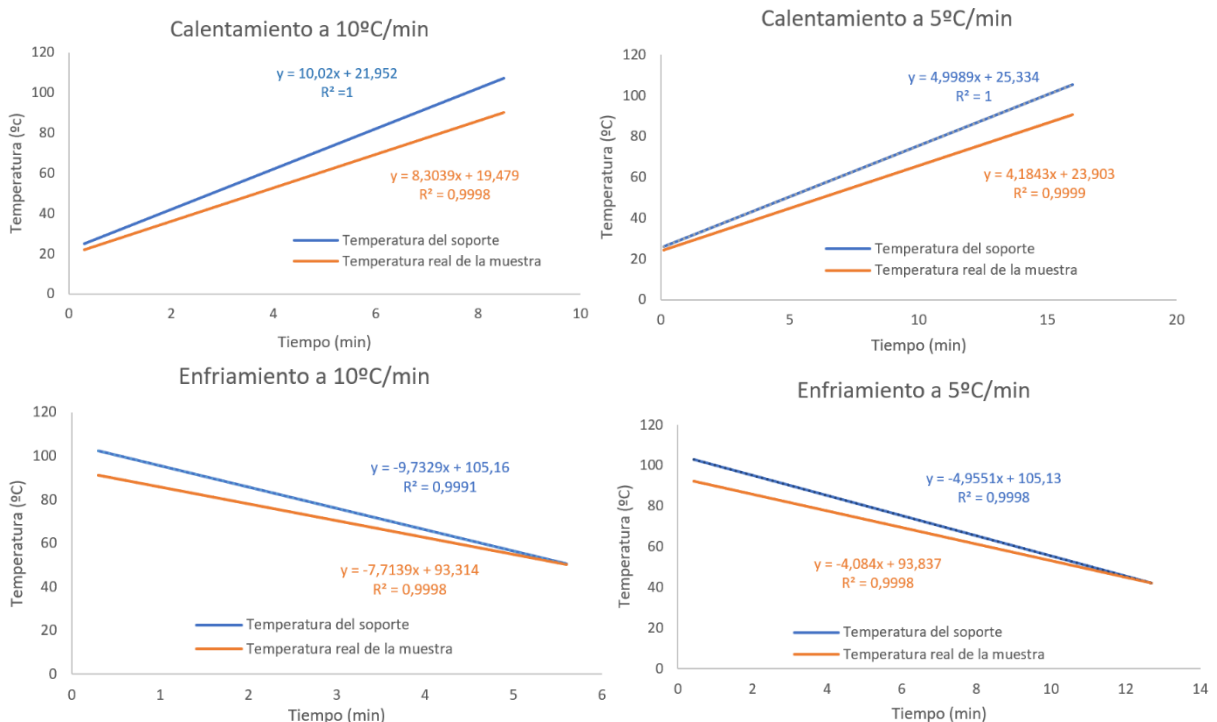 Calentamiento a 10ºC/min
Temperatura (ºc)
120
100
80
60
40
20
0
y = 10,02x + 21,952
R² =1
y = 8,3039x + 19,479
R² = 0,9998
Temperatura del soporte
Temperatura real de la muestra
0 2 4 6 8 10
Tiempo (min)
Calentamiento a 5ºC/min
Temperatura (ºC)
120
100
80
60
40
20
0
y = 4,9989x + 25,334
R² = 1
y = 4,1843x + 23,903
R² = 0,9999
Temperatura del soporte
Temperatura real de la muestra
0 5 10 15 20
Tiempo (min)
Enfriamiento a 10ºC/min
Temperatura (ºC)
120
100
80
60
40
20
0
y = -9,7329x + 105,16
R² = 0,9991
y = -7,7139x + 93,314
R² = 0,9998
Temperatura del soporte
Temperatura real de la muestra
0 1 2 3 4 5 6
Tiempo (min)
Enfriamiento a 5ºC/min
Temperatura (ºC)
120
100
80
60
40
20
0
y = -4,9551x + 105,13
R² = 0,9998
y = -4,084x + 93,837
R² = 0,9998
Temperatura del soporte
Temperatura real de la muestra
0 2 4 6 8 10 12 14
Tiempo (min)